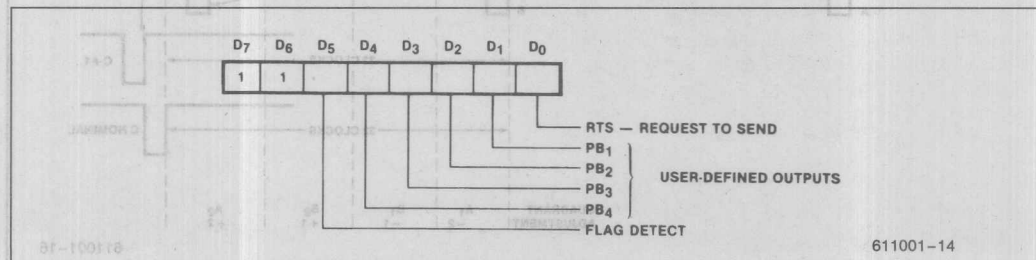 D7 D6 D5 D4 D3 D2 D1 D0
1 1
RTS — REQUEST TO SEND
PB1
PB2
PB3
PB4
USER-DEFINED OUTPUTS
FLAG DETECT
611001–14